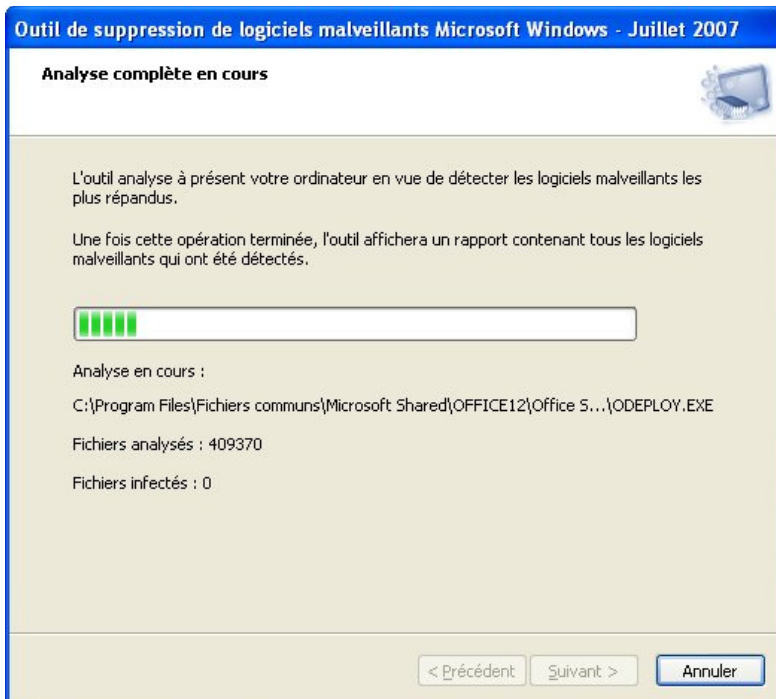 Outil de suppression de logiciels malveillants Microsoft Windows - Juillet 2007
Analyse complète en cours
L'outil analyse à présent votre ordinateur en vue de détecter les logiciels malveillants les
plus répandus.
Une fois cette opération terminée, l'outil affichera un rapport contenant tous les logiciels
malveillants qui ont été détectés.
Analyse en cours :
C:\Program Files\Fichiers communs\Microsoft Shared\OFFICE12\Office S...\ODEPLOY.EXE
Fichiers analysés : 409370
Fichiers infectés : 0
< Précédent Suivant > Annuler